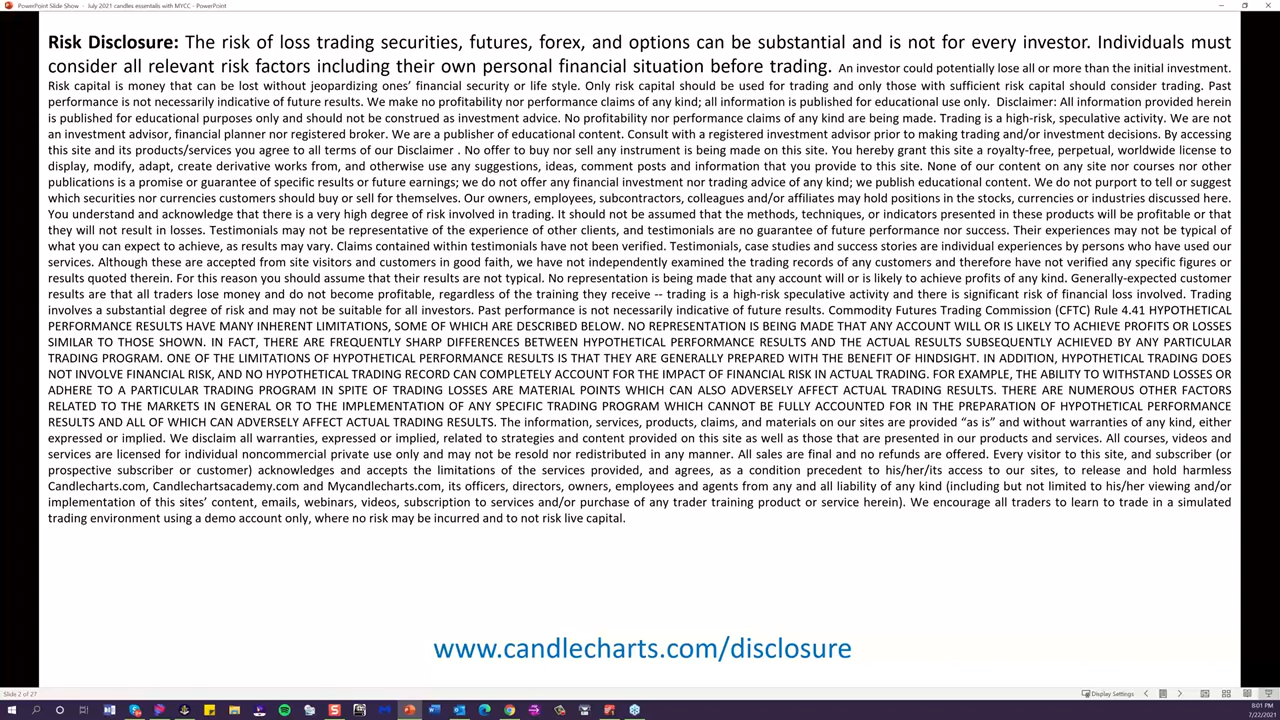 PowerPoint Slide Show - July 2021 candles essentails with MYCC - PowerPoint
Risk Disclosure: The risk of loss trading securities, futures, forex, and options can be substantial and is not for every investor. Individuals must
consider all relevant risk factors including their own personal financial situation before trading. An investor could potentially lose all or more than the initial investment.
Risk capital is money that can be lost without jeopardizing ones' financial security or life style. Only risk capital should be used for trading and only those with sufficient risk capital should consider trading. Past
performance is not necessarily indicative of future results. We make no profitability nor performance claims of any kind; all information is published for educational use only. Disclaimer: All information provided herein
is published for educational purposes only and should not be construed as investment advice. No profitability nor performance claims of any kind are being made. Trading is a high-risk, speculative activity. We are not
an investment advisor, financial planner nor registered broker. We are a publisher of educational content. Consult with a registered investment advisor prior to making trading and/or investment decisions. By accessing
this site and its products/services you agree to all terms of our Disclaimer . No offer to buy nor sell any instrument is being made on this site. You hereby grant this site a royalty-free, perpetual, worldwide license to
display, modify, adapt, create derivative works from, and otherwise use any suggestions, ideas, comment posts and information that you provide to this site. None of our content on any site nor courses nor other
publications is a promise or guarantee of specific results or future earnings; we do not offer any financial investment nor trading advice of any kind; we publish educational content. We do not purport to tell or suggest
which securities nor currencies customers should buy or sell for themselves. Our owners, employees, subcontractors, colleagues and/or affiliates may hold positions in the stocks, currencies or industries discussed here.
You understand and acknowledge that there is a very high degree of risk involved in trading. It should not be assumed that the methods, techniques, or indicators presented in these products will be profitable or that
they will not result in losses. Testimonials may not be representative of the experience of other clients, and testimonials are no guarantee of future performance nor success. Their experiences may not be typical of
what you can expect to achieve, as results may vary. Claims contained within testimonials have not been verified. Testimonials, case studies and success stories are individual experiences by persons who have used our
services. Although these are accepted from site visitors and customers in good faith, we have not independently examined the trading records of any customers and therefore have not verified any specific figures or
results quoted therein. For this reason you should assume that their results are not typical. No representation is being made that any account will or is likely to achieve profits of any kind. Generally-expected customer
results are that all traders lose money and do not become profitable, regardless of the training they receive -- trading is a high-risk speculative activity and there is significant risk of financial loss involved. Trading
involves a substantial degree of risk and may not be suitable for all investors. Past performance is not necessarily indicative of future results. Commodity Futures Trading Commission (CFTC) Rule 4.41 HYPOTHETICAL
PERFORMANCE RESULTS HAVE MANY INHERENT LIMITATIONS, SOME OF WHICH ARE DESCRIBED BELOW. NO REPRESENTATION IS BEING MADE THAT ANY ACCOUNT WILL OR IS LIKELY TO ACHIEVE PROFITS OR LOSSES
SIMILAR TO THOSE SHOWN. IN FACT, THERE ARE FREQUENTLY SHARP DIFFERENCES BETWEEN HYPOTHETICAL PERFORMANCE RESULTS AND THE ACTUAL RESULTS SUBSEQUENTLY ACHIEVED BY ANY PARTICULAR
TRADING PROGRAM. ONE OF THE LIMITATIONS OF HYPOTHETICAL PERFORMANCE RESULTS IS THAT THEY ARE GENERALLY PREPARED WITH THE BENEFIT OF HINDSIGHT. IN ADDITION, HYPOTHETICAL TRADING DOES
NOT INVOLVE FINANCIAL RISK, AND NO HYPOTHETICAL TRADING RECORD CAN COMPLETELY ACCOUNT FOR THE IMPACT OF FINANCIAL RISK IN ACTUAL TRADING. FOR EXAMPLE, THE ABILITY TO WITHSTAND LOSSES OR
ADHERE TO A PARTICULAR TRADING PROGRAM IN SPITE OF TRADING LOSSES ARE MATERIAL POINTS WHICH CAN ALSO ADVERSELY AFFECT ACTUAL TRADING RESULTS. THERE ARE NUMEROUS OTHER FACTORS
RELATED TO THE MARKETS IN GENERAL OR TO THE IMPLEMENTATION OF ANY SPECIFIC TRADING PROGRAM WHICH CANNOT BE FULLY ACCOUNTED FOR IN THE PREPARATION OF HYPOTHETICAL PERFORMANCE
RESULTS AND ALL OF WHICH CAN ADVERSELY AFFECT ACTUAL TRADING RESULTS. The information, services, products, claims, and materials on our sites are provided “as is” and without warranties of any kind, either
expressed or implied. We disclaim all warranties, expressed or implied, related to strategies and content provided on this site as well as those that are presented in our products and services. All courses, videos and
services are licensed for individual noncommercial private use only and may not be resold nor redistributed in any manner. All sales are final and no refunds are offered. Every visitor to this site, and subscriber (or
prospective subscriber or customer) acknowledges and accepts the limitations of the services provided, and agrees, as a condition precedent to his/her/its access to our sites, to release and hold harmless
Candlecharts.com, Candlechartsacademy.com and Mycandlecharts.com, its officers, directors, owners, employees and agents from any and all liability of any kind (including but not limited to his/her viewing and/or
implementation of this sites' content, emails, webinars, videos, subscription to services and/or purchase of any trader training product or service herein). We encourage all traders to learn to trade in a simulated
trading environment using a demo account only, where no risk may be incurred and to not risk live capital.
www.candlecharts.com/disclosure
Slide 2 of 27
Display Settings
8:01 PM
7/22/2021